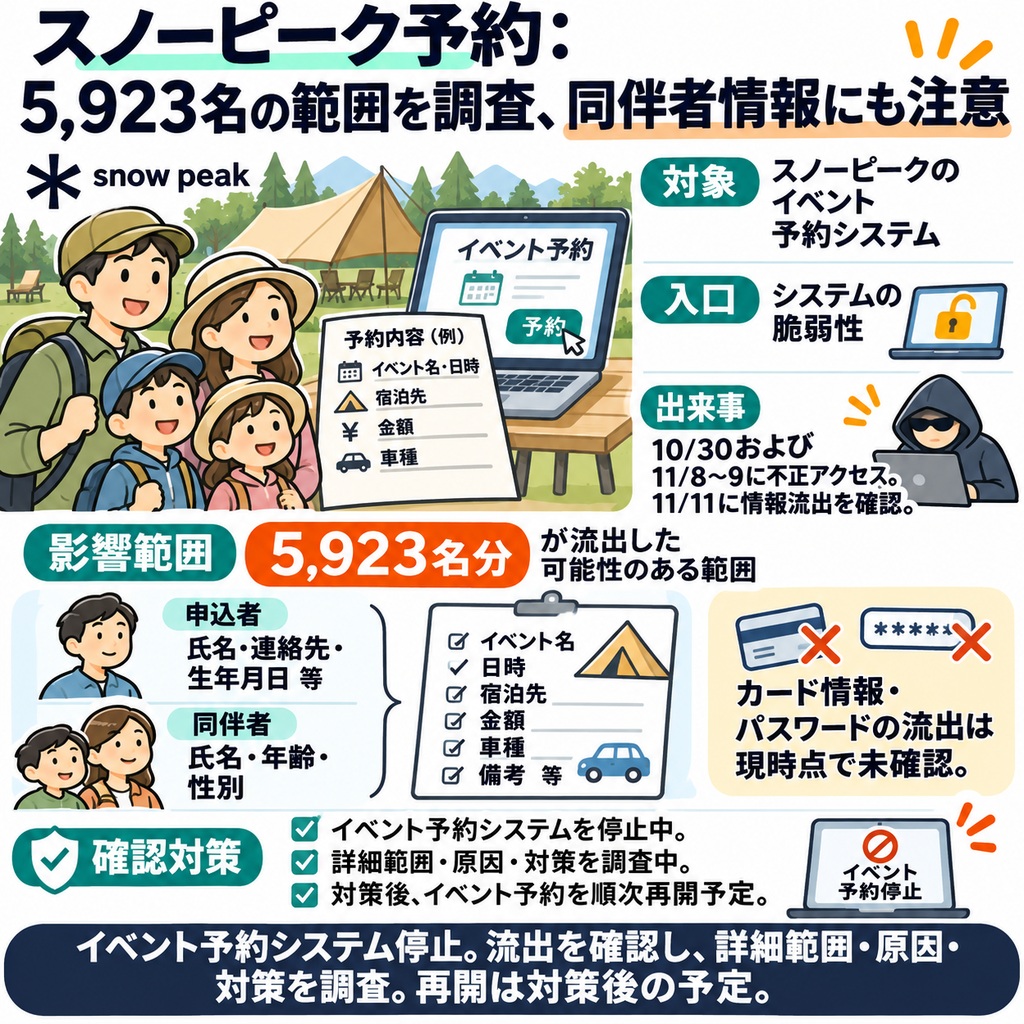 スノーピーク予約：
5,923名の範囲を調査、同伴者情報にも注意
snow peak
イベント予約
予約
予約内容（例）
イベント名・日時
宿泊先
¥ 金額
車種
対象
スノーピークの
イベント
予約システム
入口
システムの
脆弱性
出来事
10/30および
11/8～9に不正アクセス。
11/11に情報流出を確認。
影響範囲
5,923名分
が流出した
可能性のある範囲
申込者
氏名・連絡先・
生年月日 等
同伴者
氏名・年齢・
性別
イベント名
日時
宿泊先
金額
車種
備考 等
*****
カード情報・
パスワードの流出は
現時点で未確認。
確認対策
イベント予約システムを停止中。
詳細範囲・原因・対策を調査中。
対策後、イベント予約を順次再開予定。
イベント
予約停止
イベント予約システム停止。流出を確認し、詳細範囲・原因・
対策を調査。再開は対策後の予定。